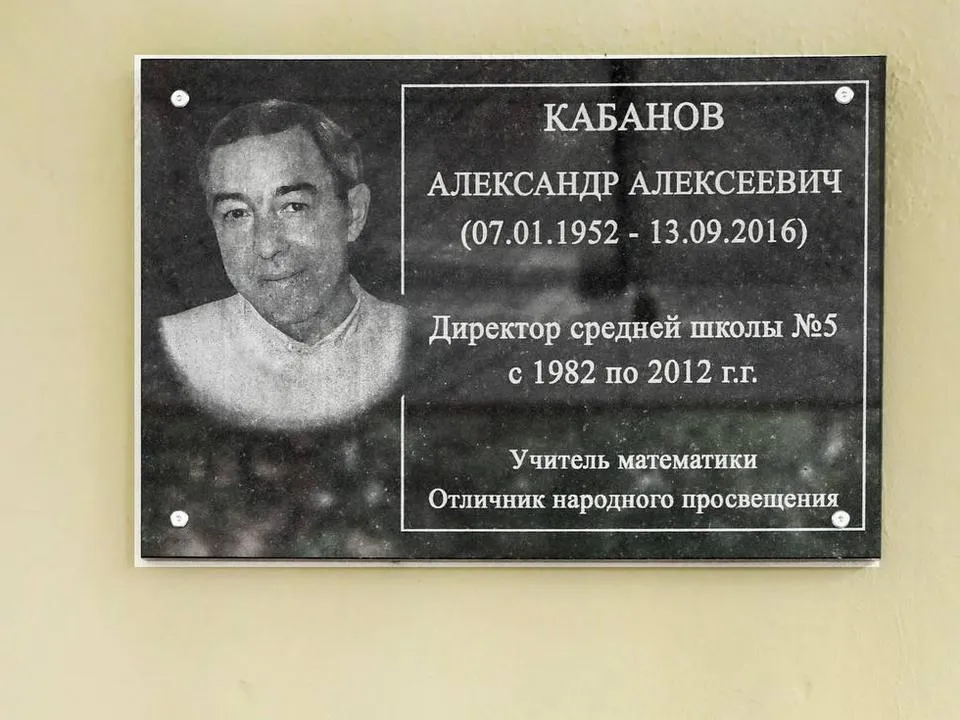 КАБАНОВ
АЛЕКСАНДР АЛЕКСЕЕВИЧ
(07.01.1952 - 13.09.2016)
Директор средней школы №5
с 1982 по 2012 г.г.
Учитель математики
Отличник народного просвещения